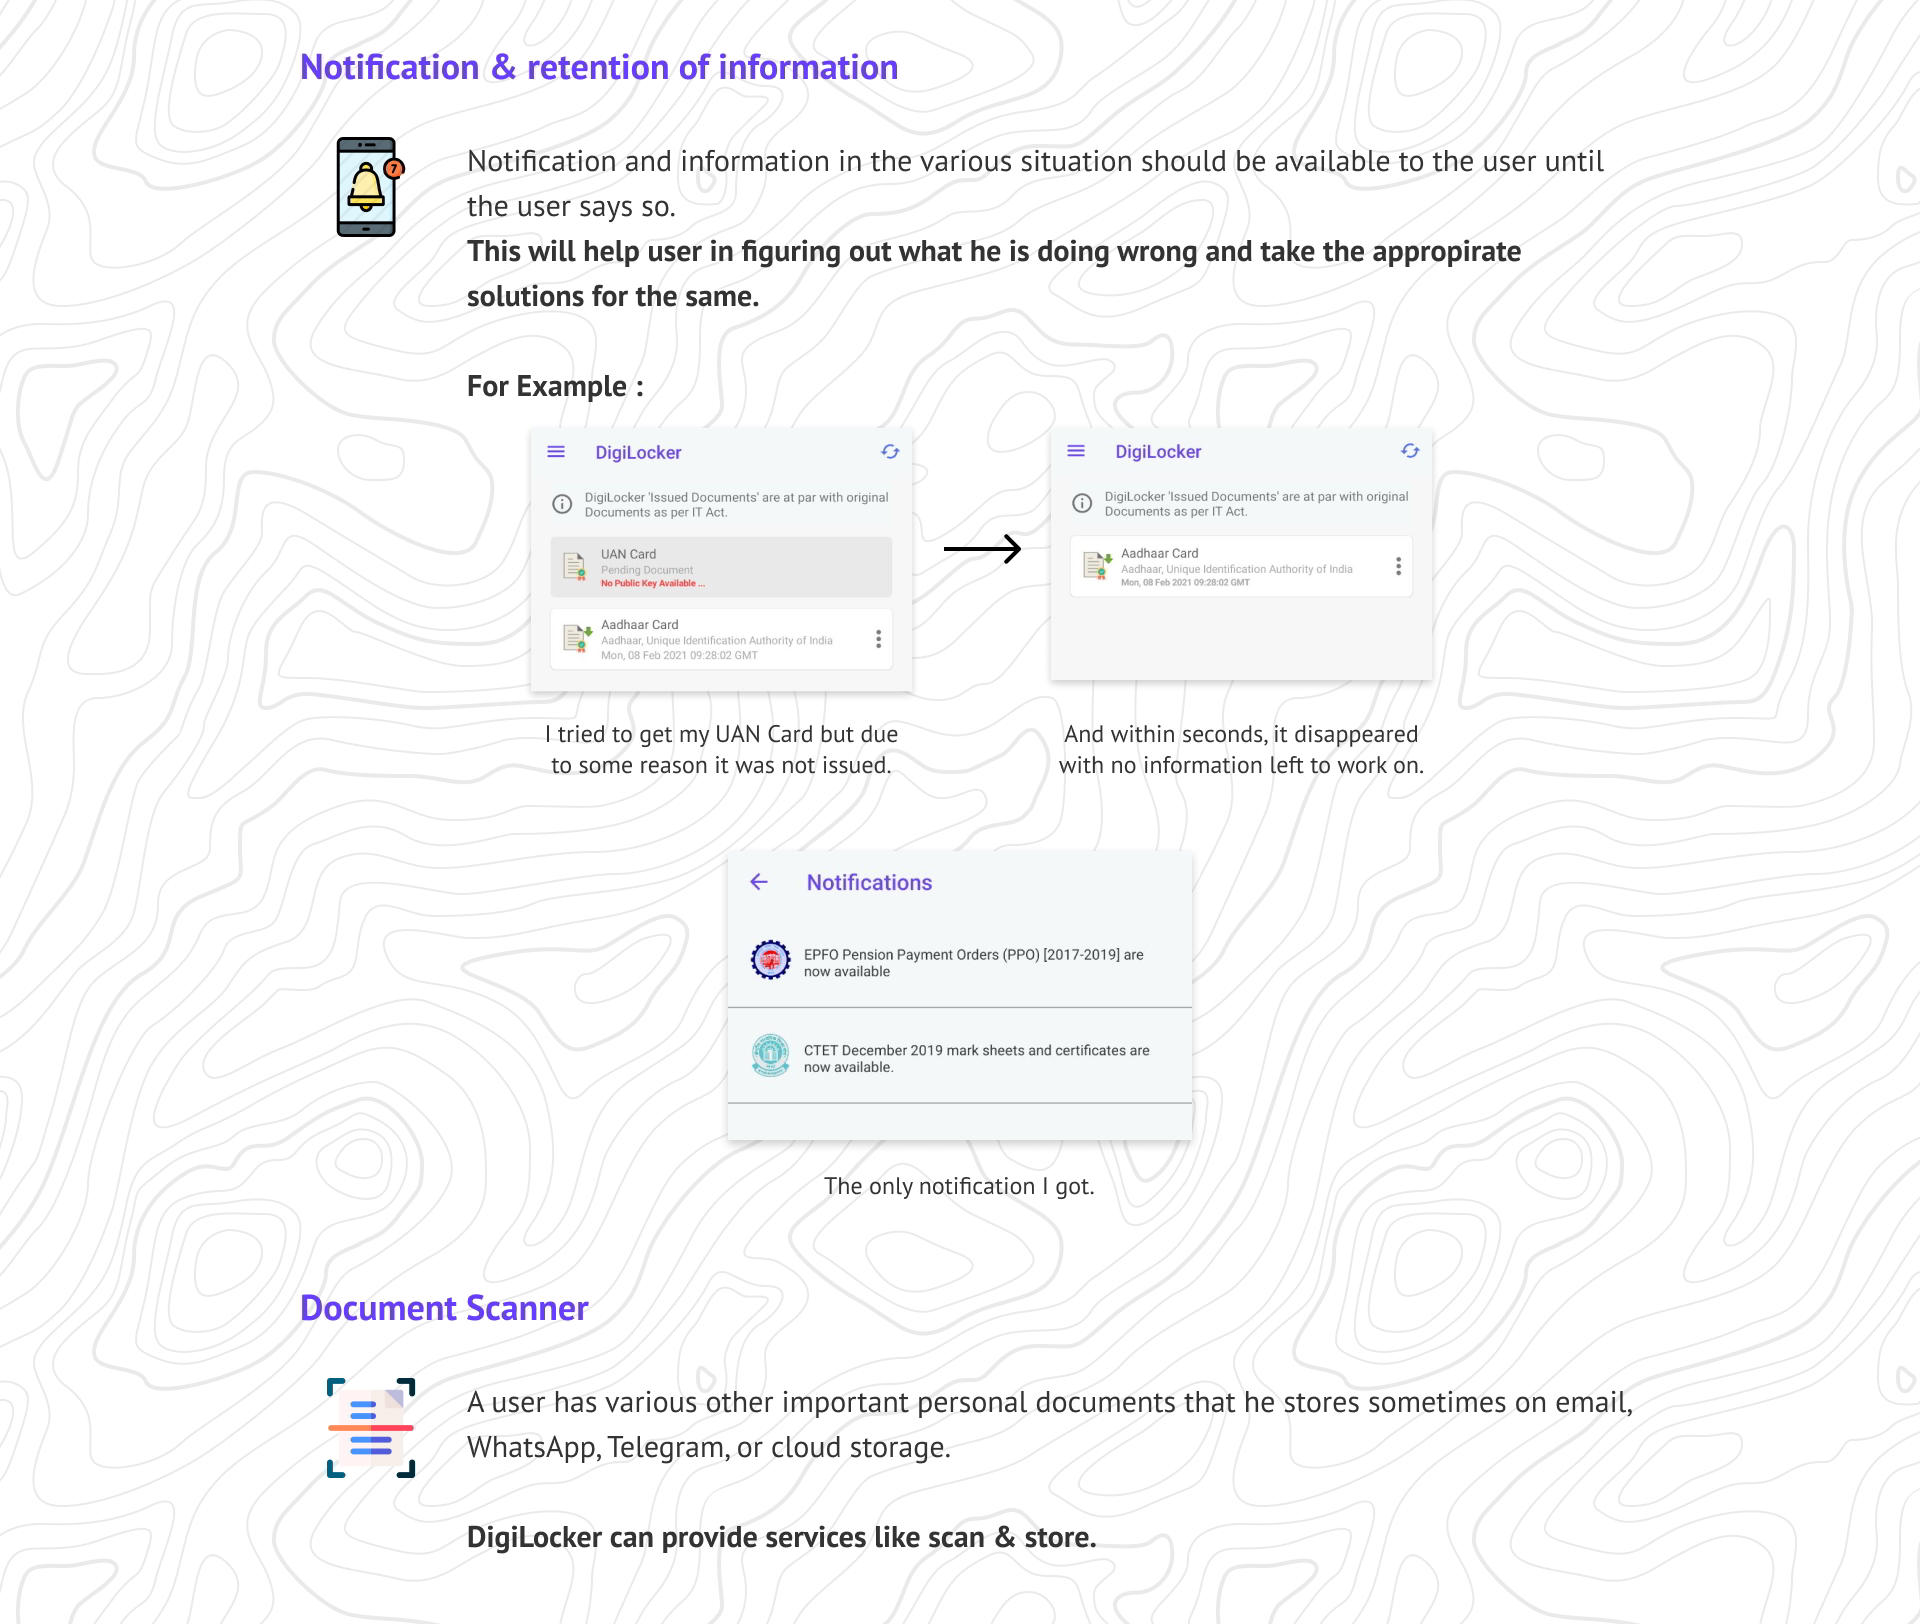 Notification & retention of information
7
Notification and information in the various situation should be available to the user until
the user says so.
This will help user in figuring out what he is doing wrong and take the appropirate
solutions for the same.
For Example :
DigiLocker
DigiLocker 'Issued Documents' are at par with original
Documents as per IT Act.
UAN Card
Pending Document
No Public Key Available ...
Aadhaar Card
Aadhaar, Unique Identification Authority of India
Mon, 08 Feb 2021 09:28:02 GMT
I tried to get my UAN Card but due
to some reason it was not issued.
DigiLocker
DigiLocker 'Issued Documents' are at par with original
Documents as per IT Act.
Aadhaar Card
Aadhaar, Unique Identification Authority of India
Mon, 08 Feb 2021 09:28:02 GMT
And within seconds, it disappeared
with no information left to work on.
Notifications
EPFO Pension Payment Orders (PPO) [2017-2019] are
now available
CTET December 2019 mark sheets and certificates are
now available.
The only notification I got.
Document Scanner
A user has various other important personal documents that he stores sometimes on email,
WhatsApp, Telegram, or cloud storage.
DigiLocker can provide services like scan & store.